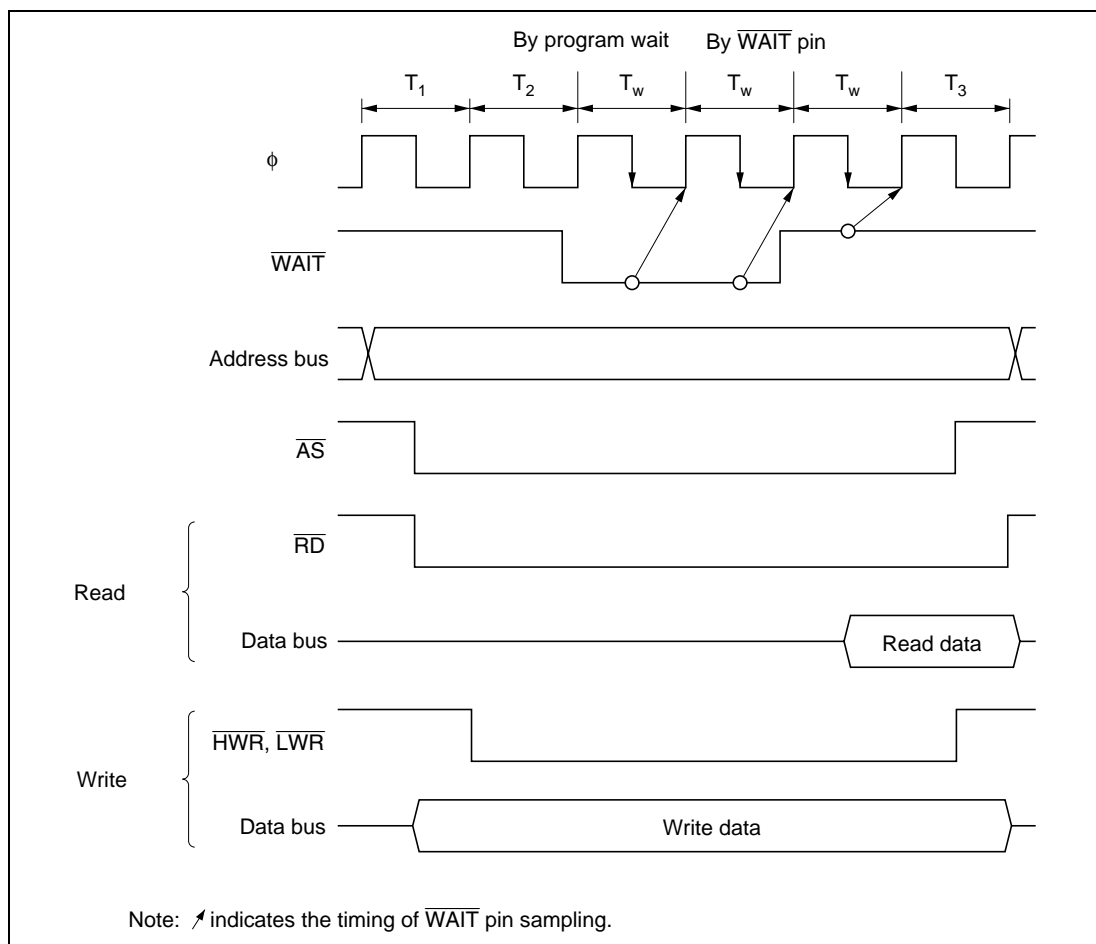 By program wait By WAIT pin
T1 T2 Tw Tw Tw T3
ϕ
WAIT
Address bus
AS
RD
Read
Data bus Read data
HWR, LWR
Write
Data bus Write data
Note: indicates the timing of WAIT pin sampling.